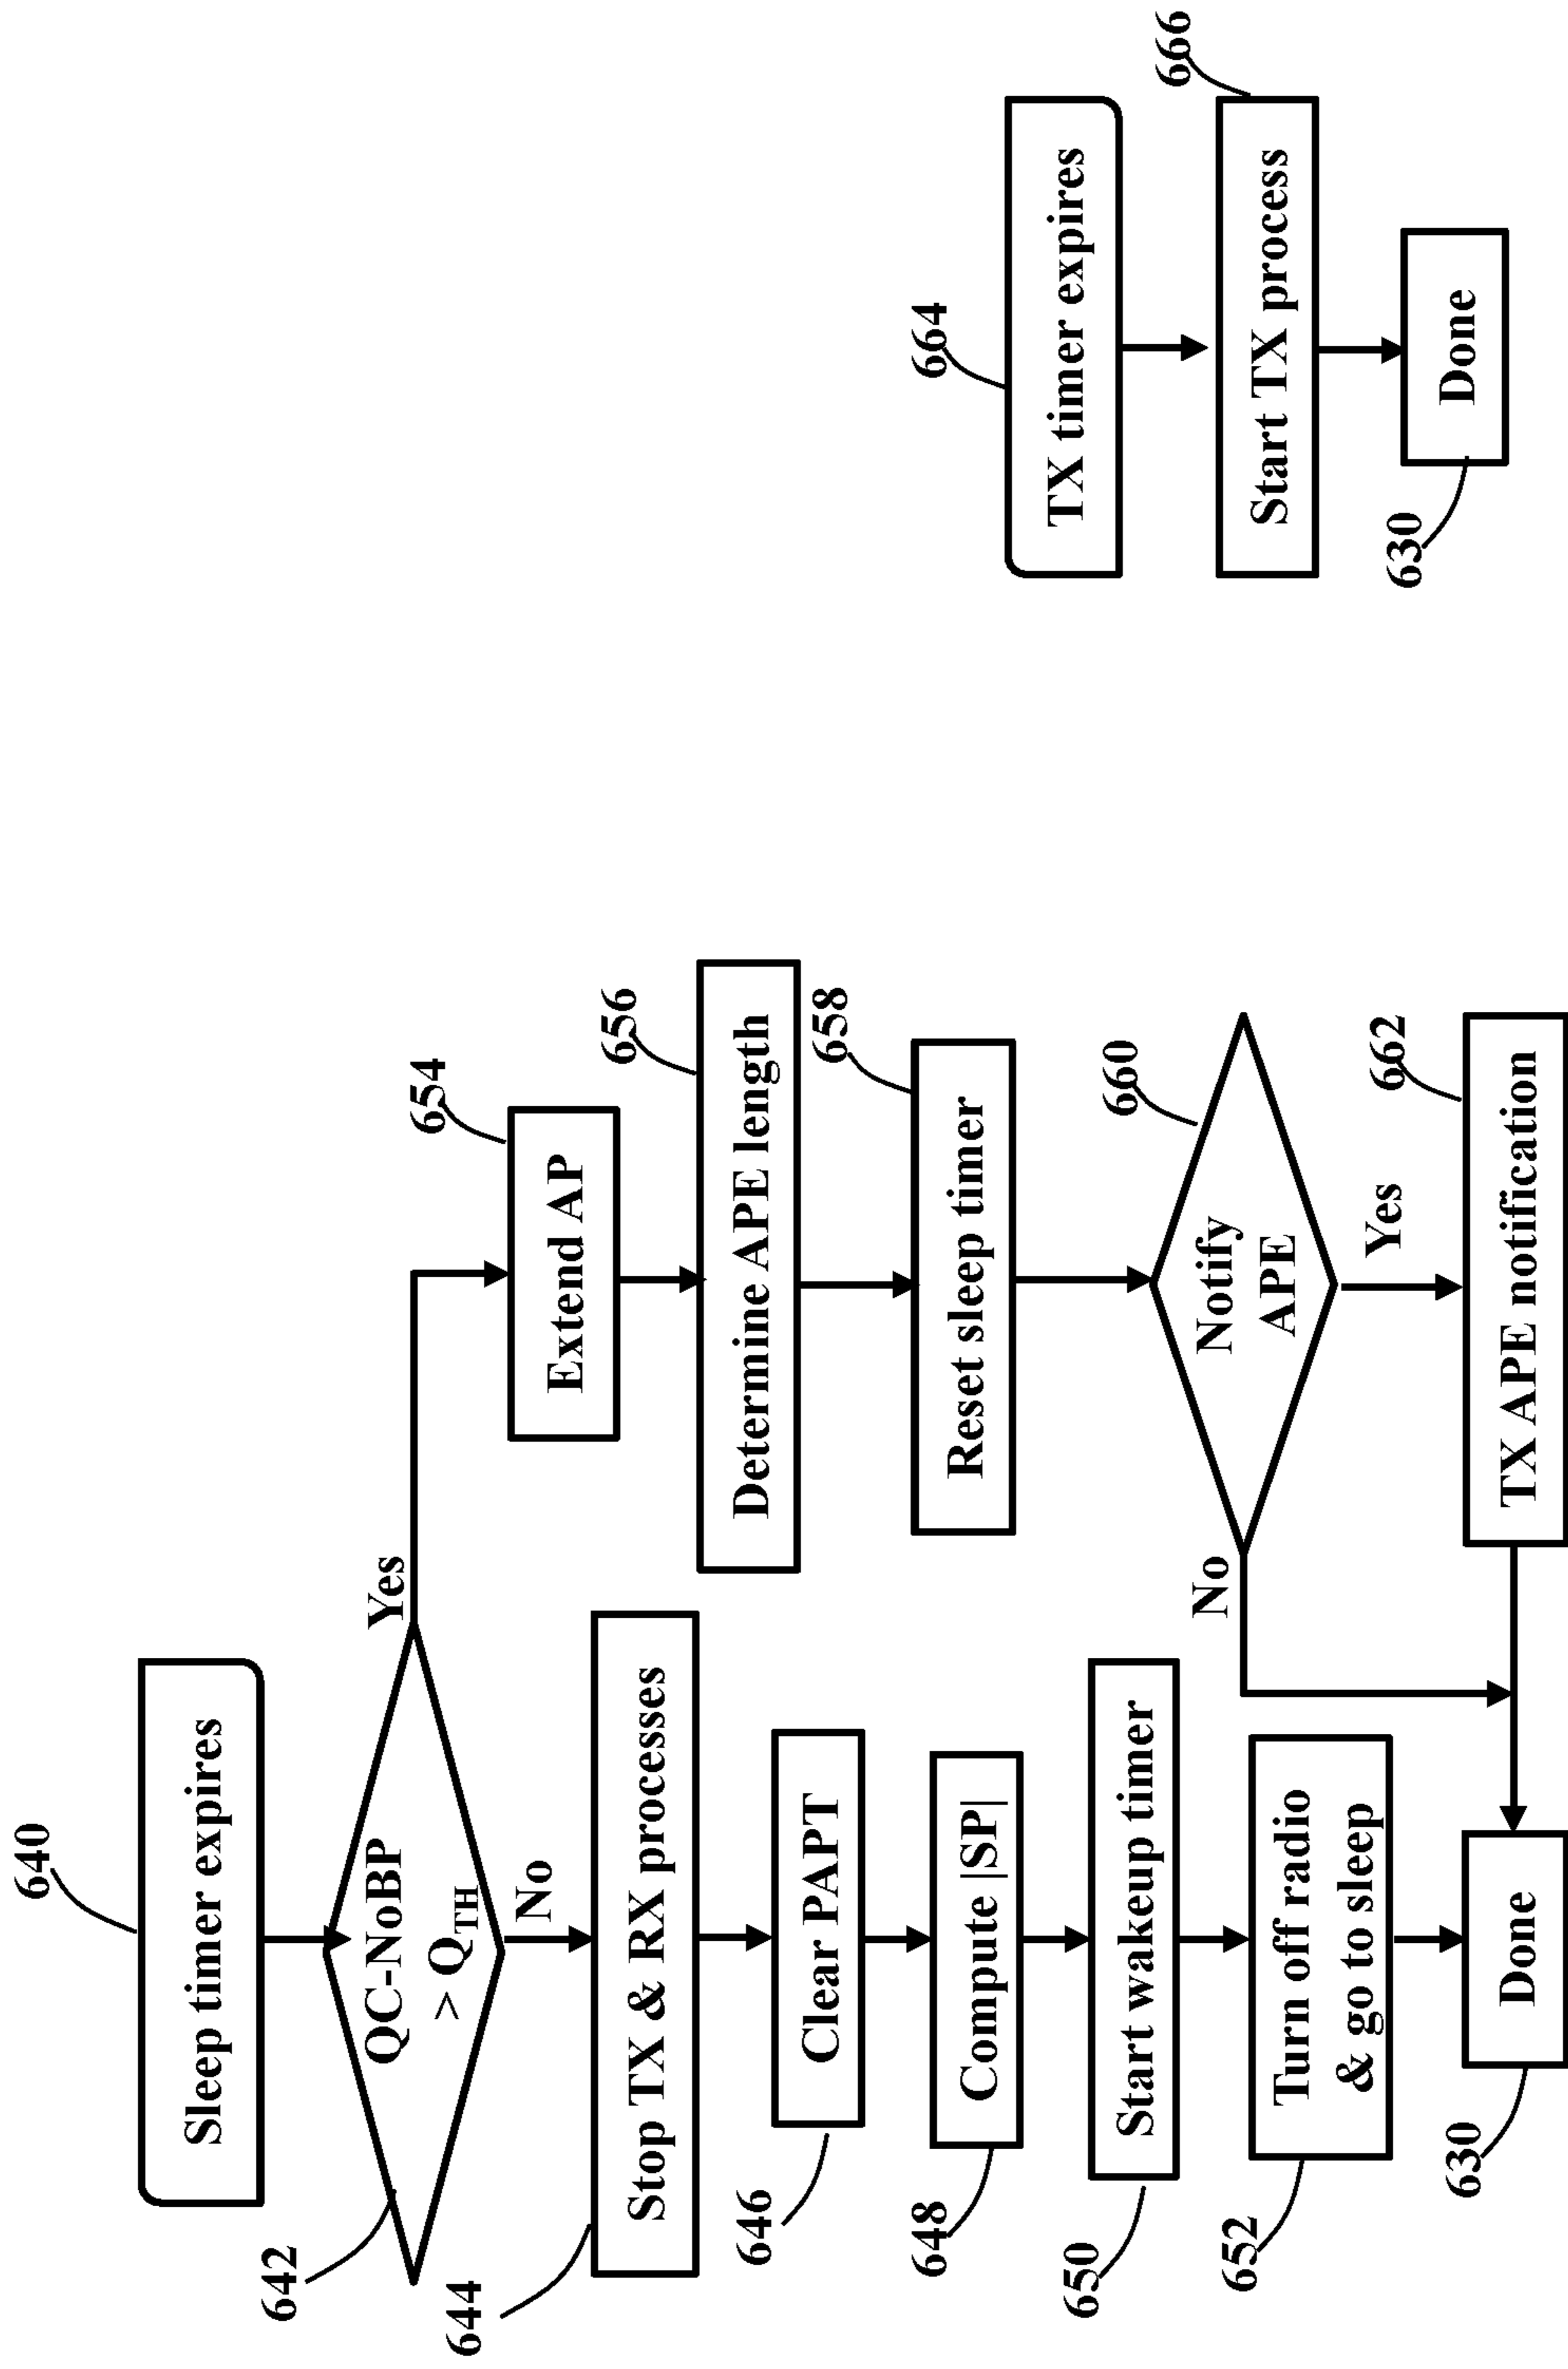 640
Sleep timer expires
642
QC-NoBP
> QTH
Yes
No
644
Stop TX & RX processes
646
Clear PAPT
648
Compute |SP|
650
Start wakeup timer
652
Turn off radio
& go to sleep
630
Done
654
Extend AP
656
Determine APE length
658
Reset sleep timer
660
Notify
APE
No
Yes
662
TX APE notification
664
TX timer expires
666
Start TX process
630
Done